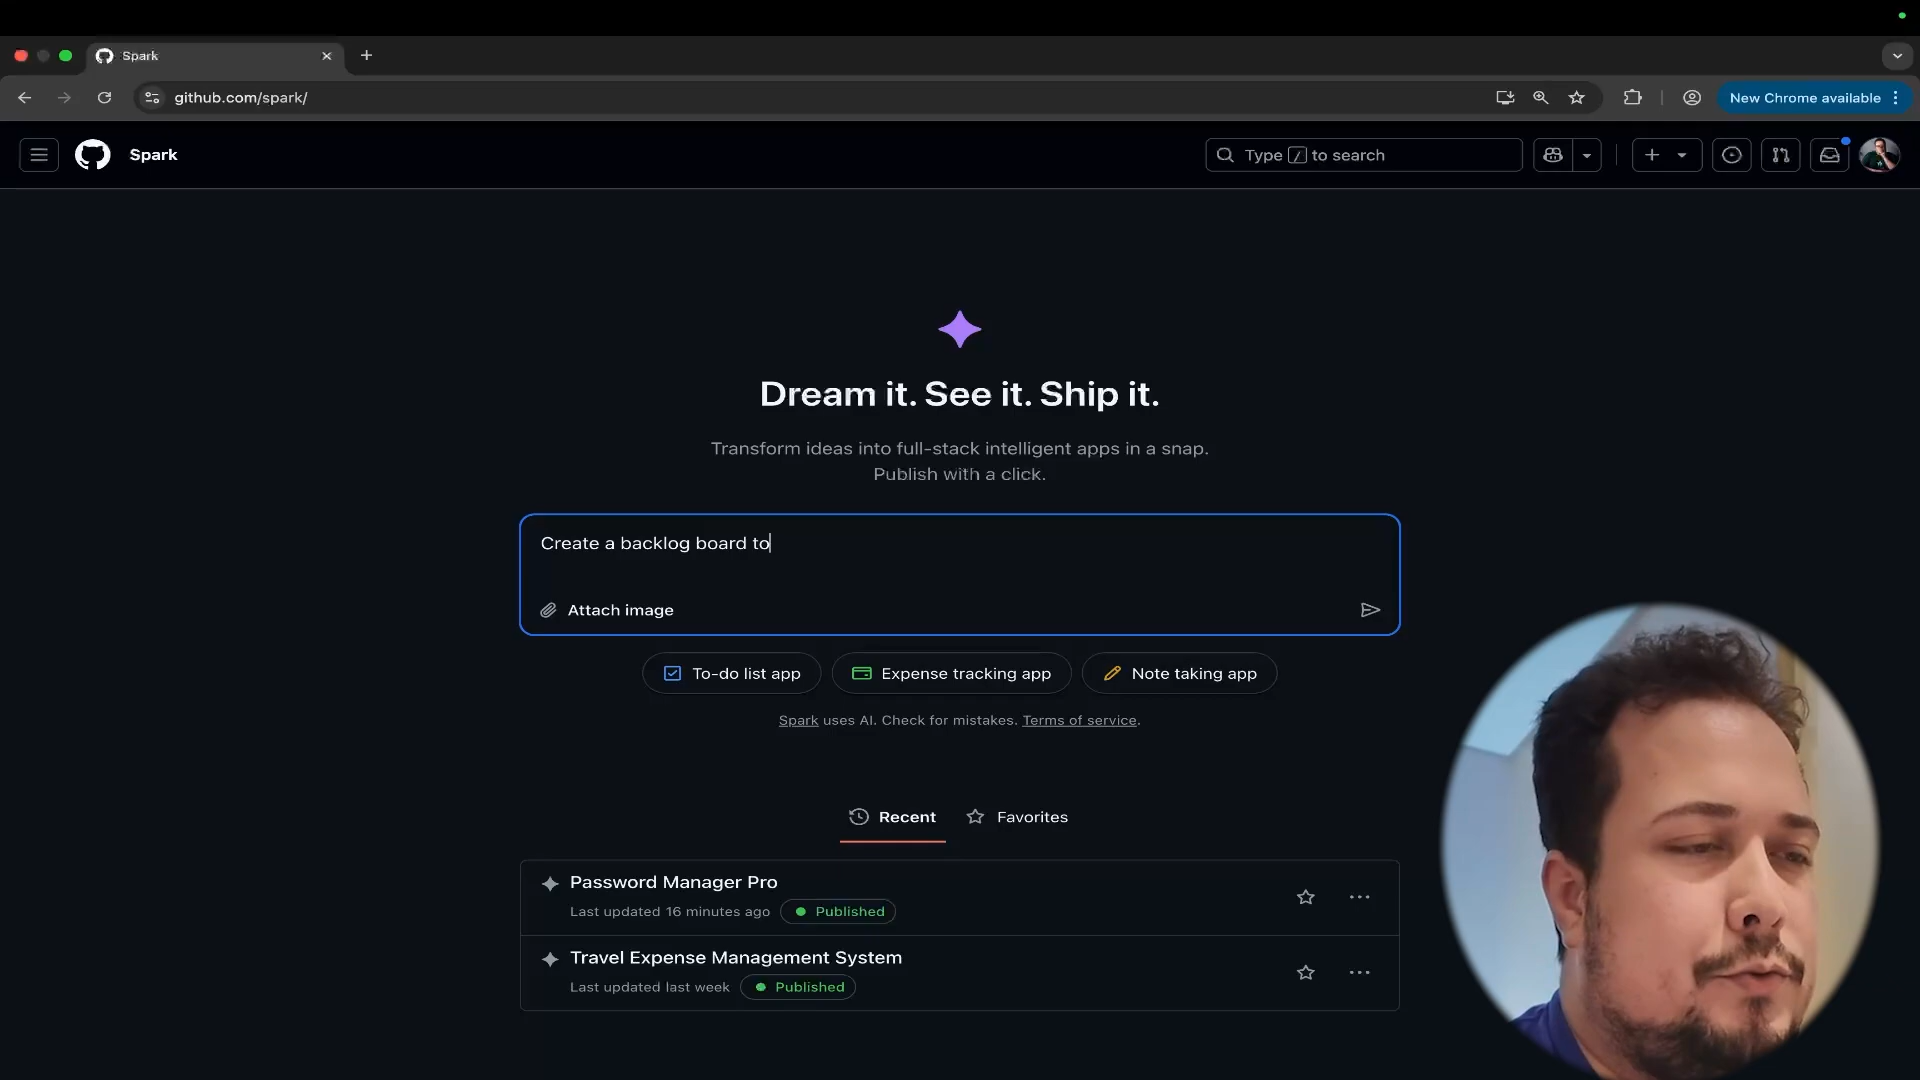 Spark
github.com/spark/
New Chrome available
Spark
Type / to search
Dream it. See it. Ship it.
Transform ideas into full-stack intelligent apps in a snap.
Publish with a click.
Create a backlog board to
Attach image
To-do list app
Expense tracking app
Note taking app
Spark uses AI. Check for mistakes. Terms of service.
Recent
Favorites
Password Manager Pro
Last updated 16 minutes ago
Published
Travel Expense Management System
Last updated last week
Published